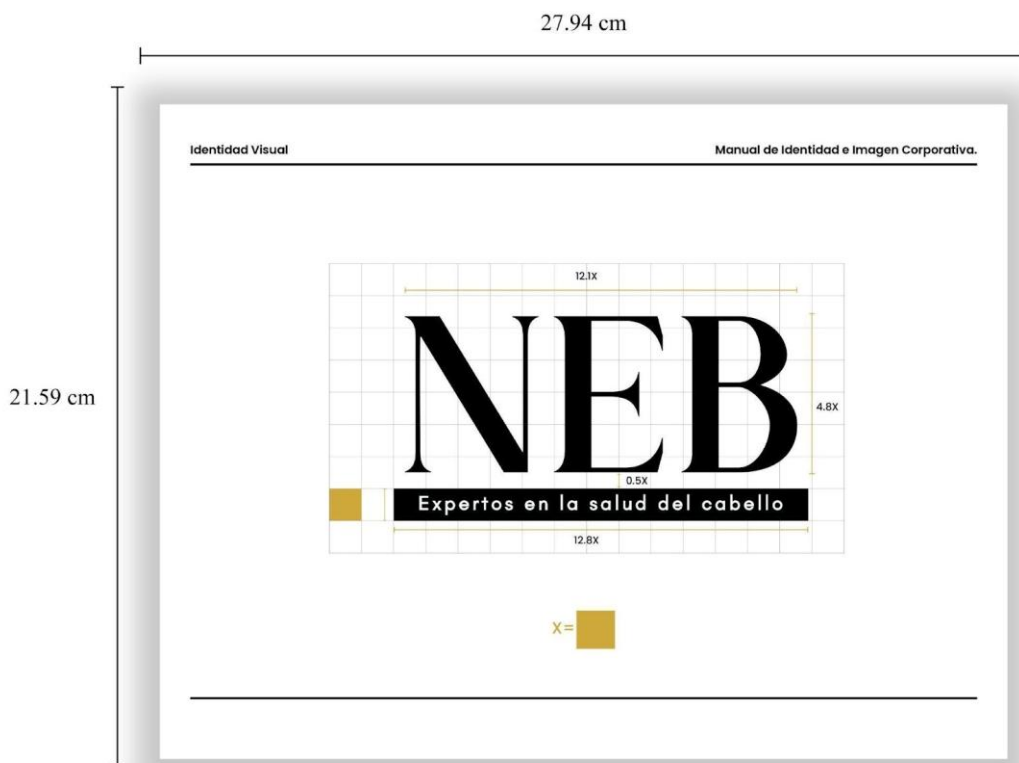 27.94 cm
Identidad Visual
Manual de Identidad e Imagen Corporativa.
12.1X
NEB
4.8X
21.59 cm
0.5X
Expertos en la salud del cabello
12.8X
X=